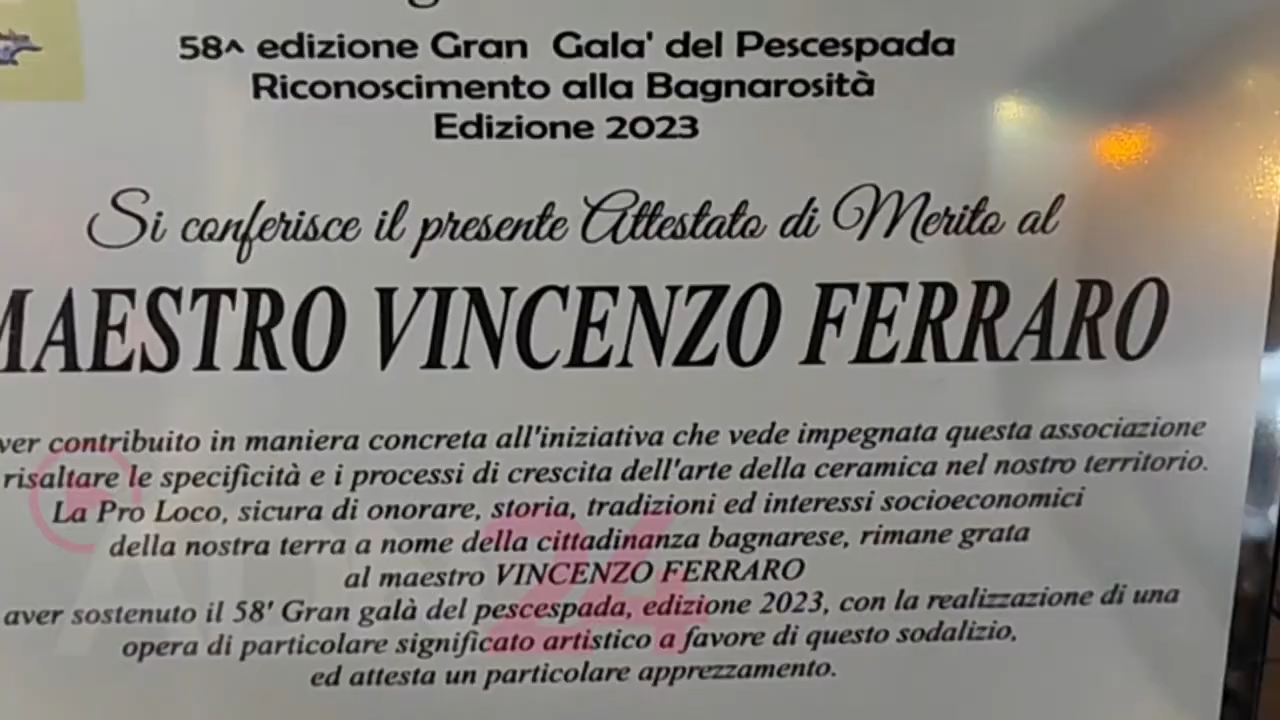 58^ edizione Gran Gala' del Pescespada
Riconoscimento alla Bagnarosità
Edizione 2023
Si conferisce il presente Attestato di Merito al
MAESTRO VINCENZO FERRARO
ver contribuito in maniera concreta all'iniziativa che vede impegnata questa associazione
risaltare le specificità e i processi di crescita dell'arte della ceramica nel nostro territorio.
La Pro Loco, sicura di onorare, storia, tradizioni ed interessi socioeconomici
della nostra terra a nome della cittadinanza bagnarese, rimane grata
al maestro VINCENZO FERRARO
aver sostenuto il 58' Gran galà del pescespada, edizione 2023, con la realizzazione di una
opera di particolare significato artistico a favore di questo sodalizio,
ed attesta un particolare apprezzamento.
24